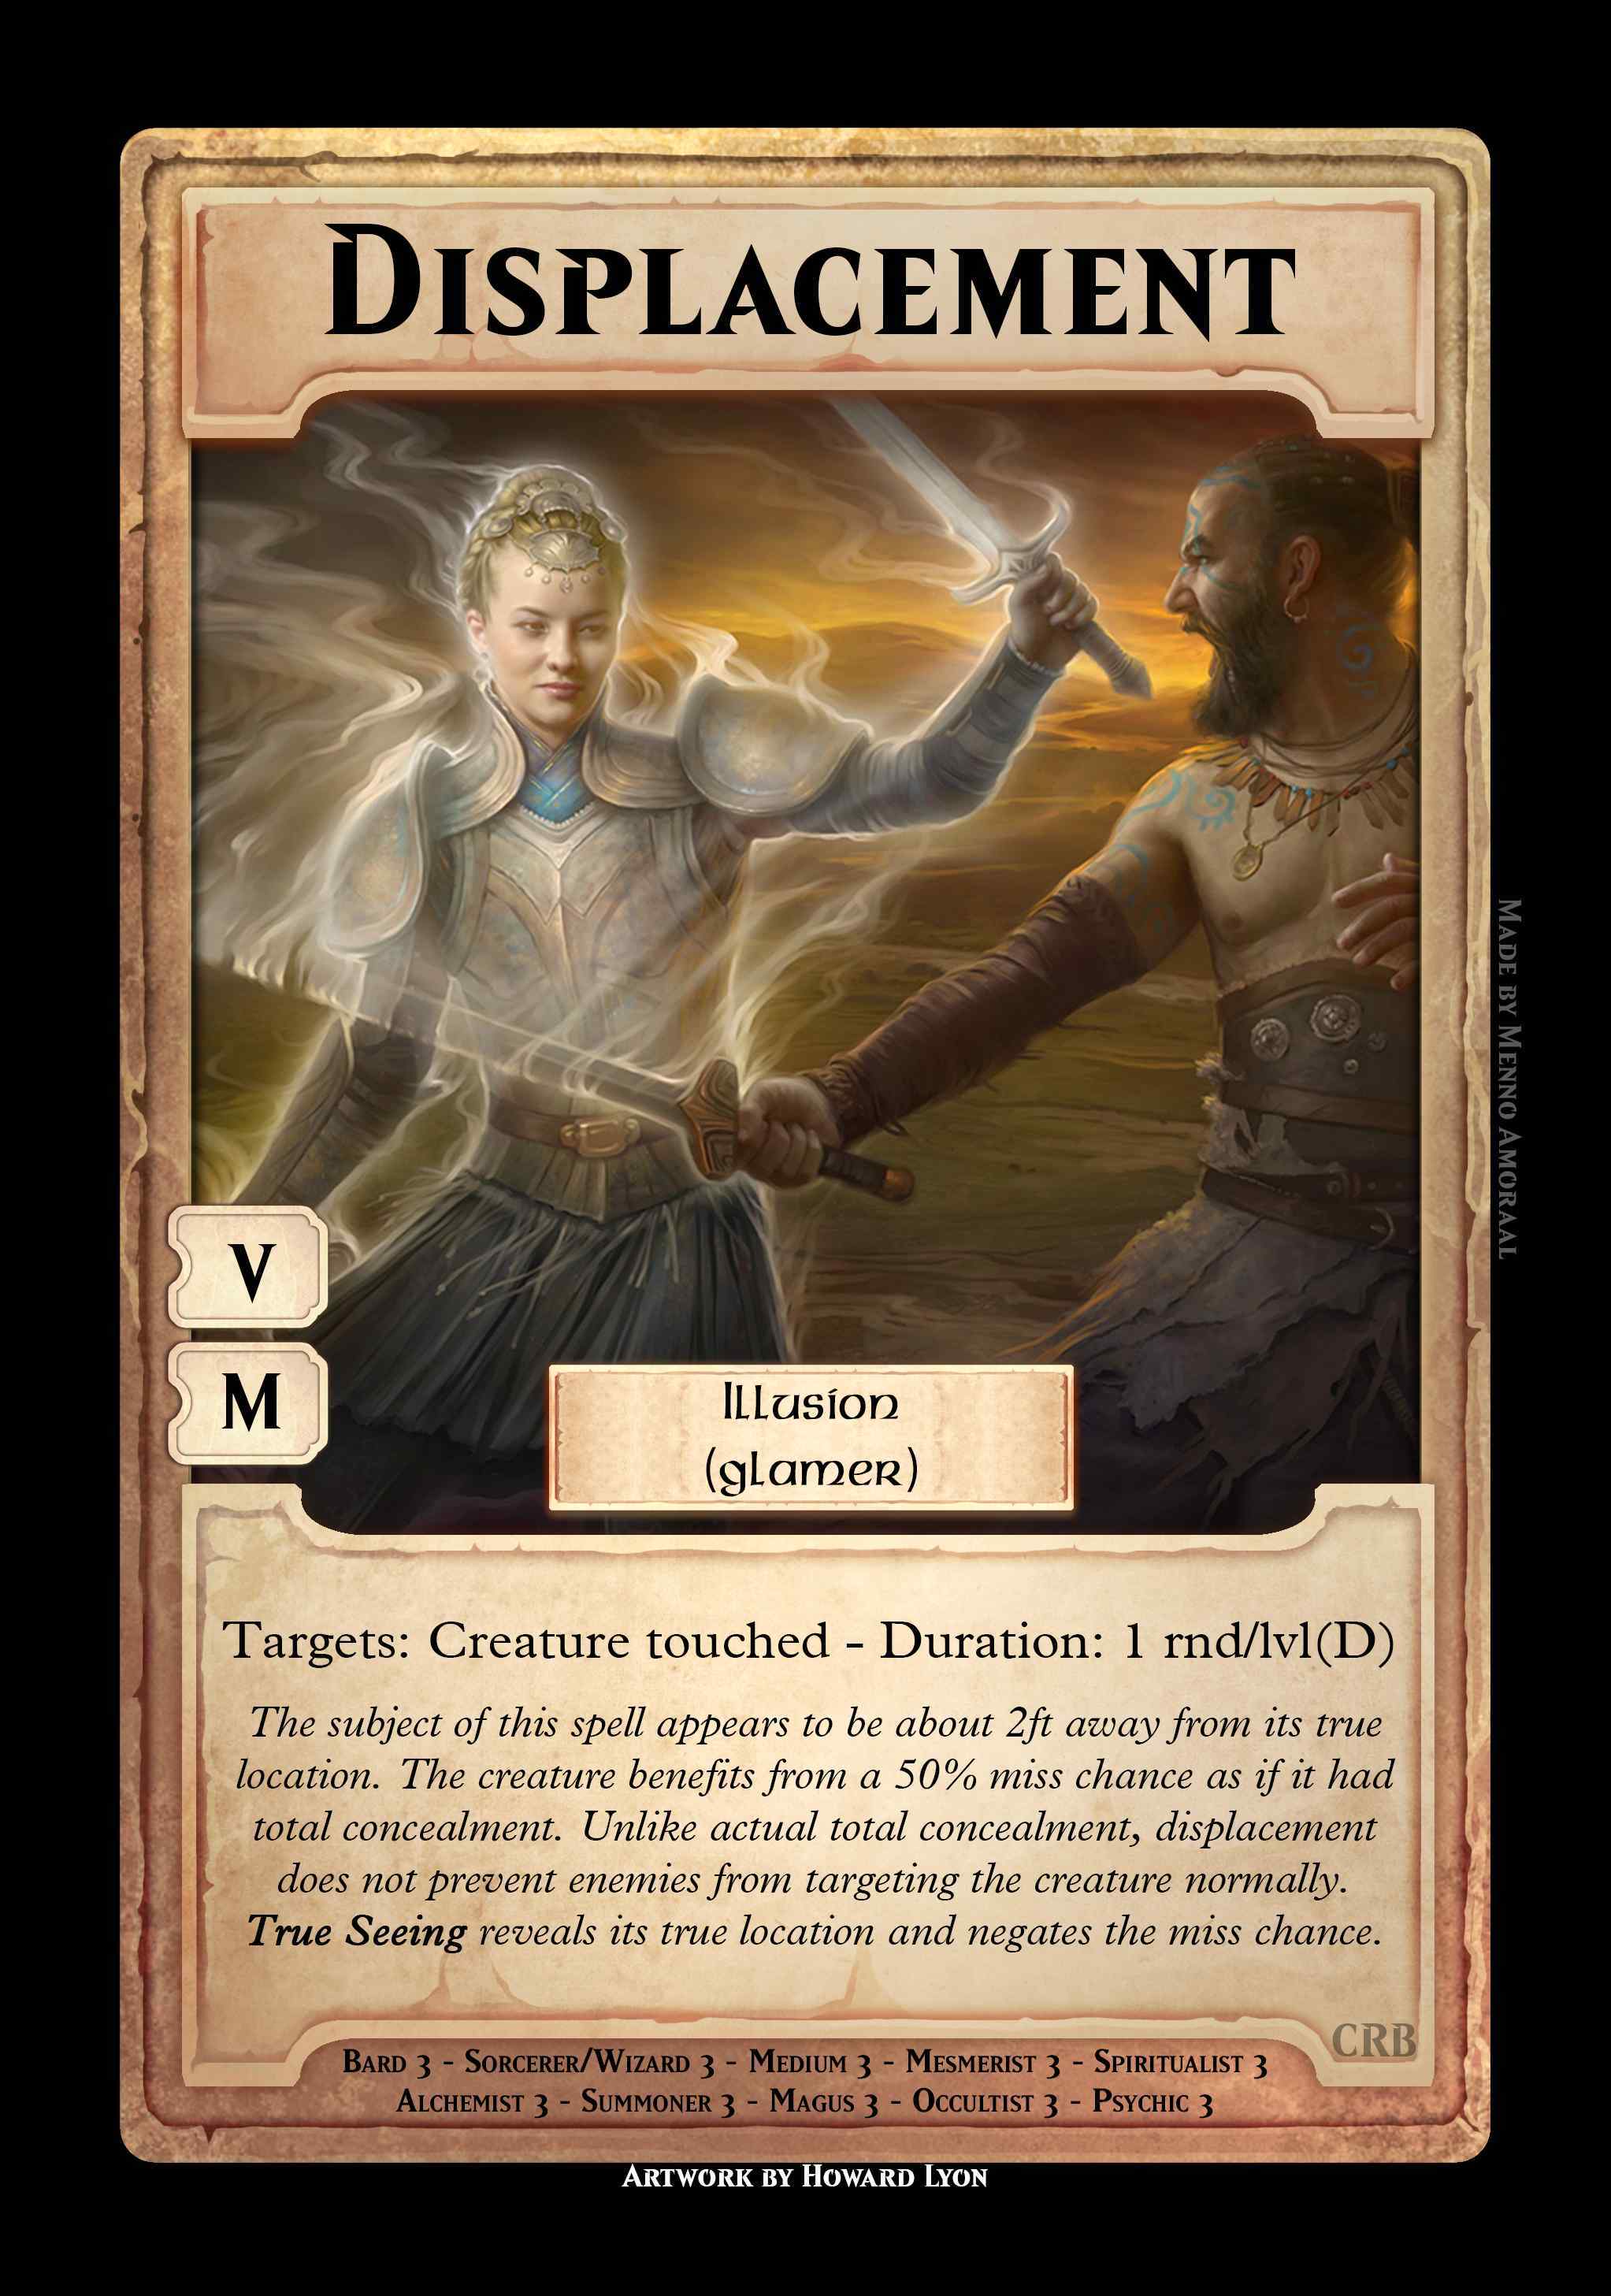 Displacement
V
M
Illusion
(glamer)
Targets: Creature touched - Duration: 1 rnd/lvl(D)
The subject of this spell appears to be about 2ft away from its true
location. The creature benefits from a 50% miss chance as if it had
total concealment. Unlike actual total concealment, displacement
does not prevent enemies from targeting the creature normally.
True Seeing reveals its true location and negates the miss chance.
CRB
Bard 3 - Sorcerer/Wizard 3 - Medium 3 - Mesmerist 3 - Spiritualist 3
Alchemist 3 - Summoner 3 - Magus 3 - Occultist 3 - Psychic 3
Artwork by Howard Lyon
Made by Menno Amoraal